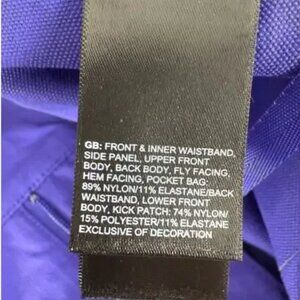 GB: FRONT & INNER WAISTBAND,
SIDE PANEL, UPPER FRONT
BODY, BACK BODY, FLY FACING,
HEM FACING, POCKET BAG:
89% NYLON/11% ELASTANE/BACK
WAISTBAND, LOWER FRONT
BODY, KICK PATCH: 74% NYLON/
15% POLYESTER/11% ELASTANE
EXCLUSIVE OF DECORATION